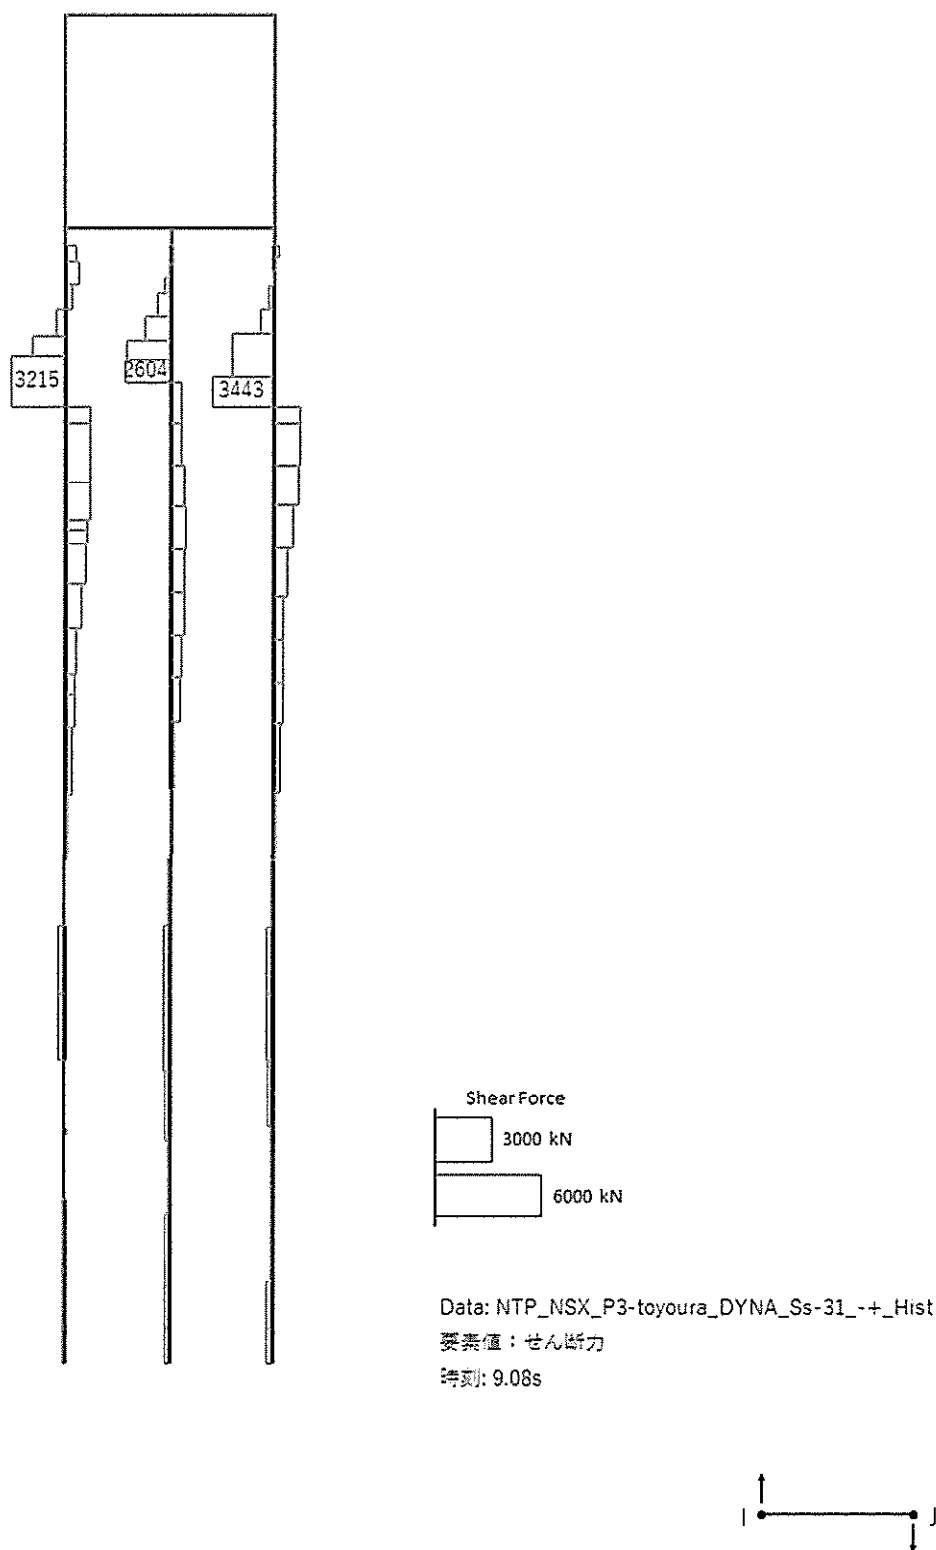 3215
2604
3443
Shear Force
3000 kN
6000 kN
Data: NTP_NSX_P3-toyoura_DYNA_Ss-31_-+_Hist
要素値：せん断力
時刻: 9.08s
I J